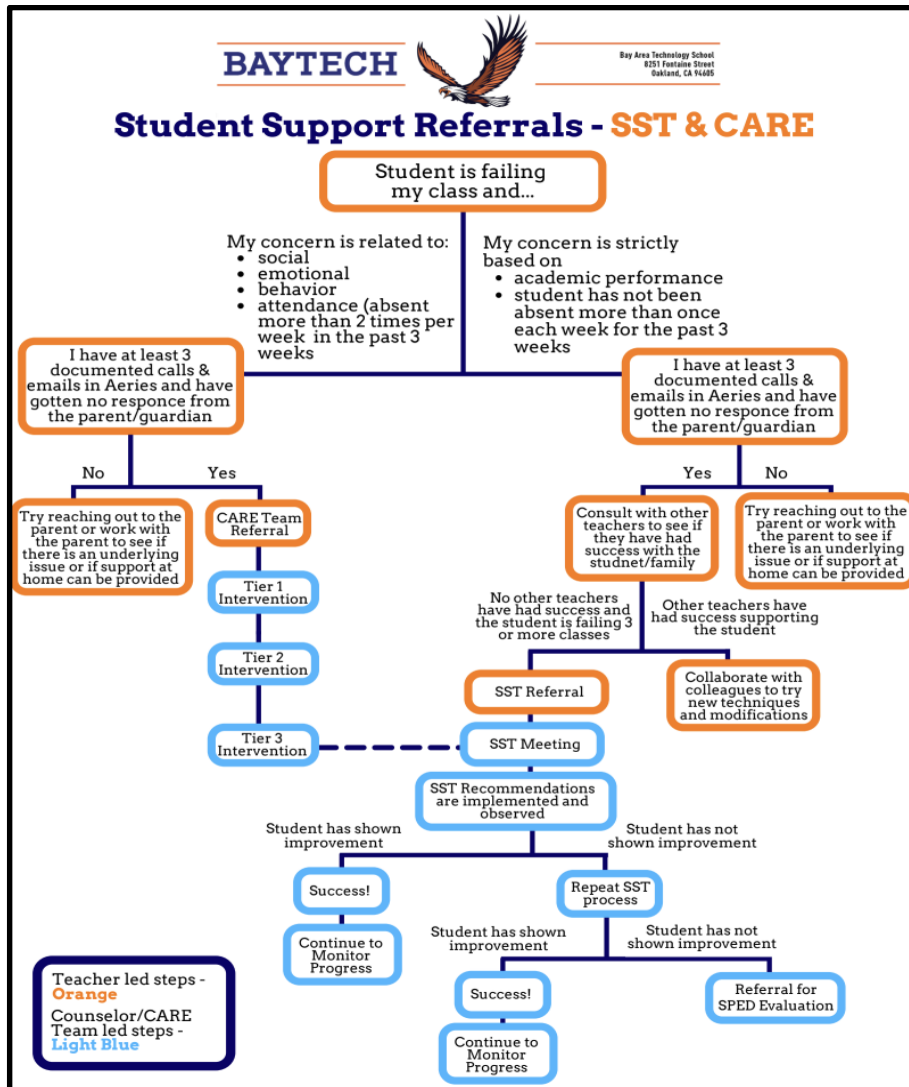 BAYTECH
Bay Area Technology School
8251 Fontaine Street
Oakland, CA 94605
Student Support Referrals - SST & CARE
Student is failing
my class and...
My concern is related to:
• social
• emotional
• behavior
• attendance (absent
more than 2 times per
week in the past 3
weeks
My concern is strictly
based on
• academic performance
• student has not been
absent more than once
each week for the past 3
weeks
I have at least 3
documented calls &
emails in Aeries and have
gotten no responce from
the parent/guardian
I have at least 3
documented calls &
emails in Aeries and have
gotten no responce from
the parent/guardian
No
Yes
Yes
No
Try reaching out to the
parent or work with
the parent to see if
there is an underlying
issue or if support at
home can be provided
CARE Team
Referral
Consult with other
teachers to see if
they have had
success with the
studnet/family
Try reaching out to the
parent or work with
the parent to see if
there is an underlying
issue or if support at
home can be provided
Tier 1
Intervention
No other teachers
have had success and
the student is failing 3
or more classes
Other teachers have
had success supporting
the student
Tier 2
Intervention
SST Referral
Collaborate with
colleagues to try
new techniques
and modifications
Tier 3
Intervention
SST Meeting
SST Recommendations
are implemented and
observed
Student has shown
improvement
Student has not
shown improvement
Success!
Repeat SST
process
Continue to
Monitor
Progress
Student has shown
improvement
Student has not
shown improvement
Success!
Referral for
SPED Evaluation
Continue to
Monitor
Progress
Teacher led steps -
Orange
Counselor/CARE
Team led steps -
Light Blue